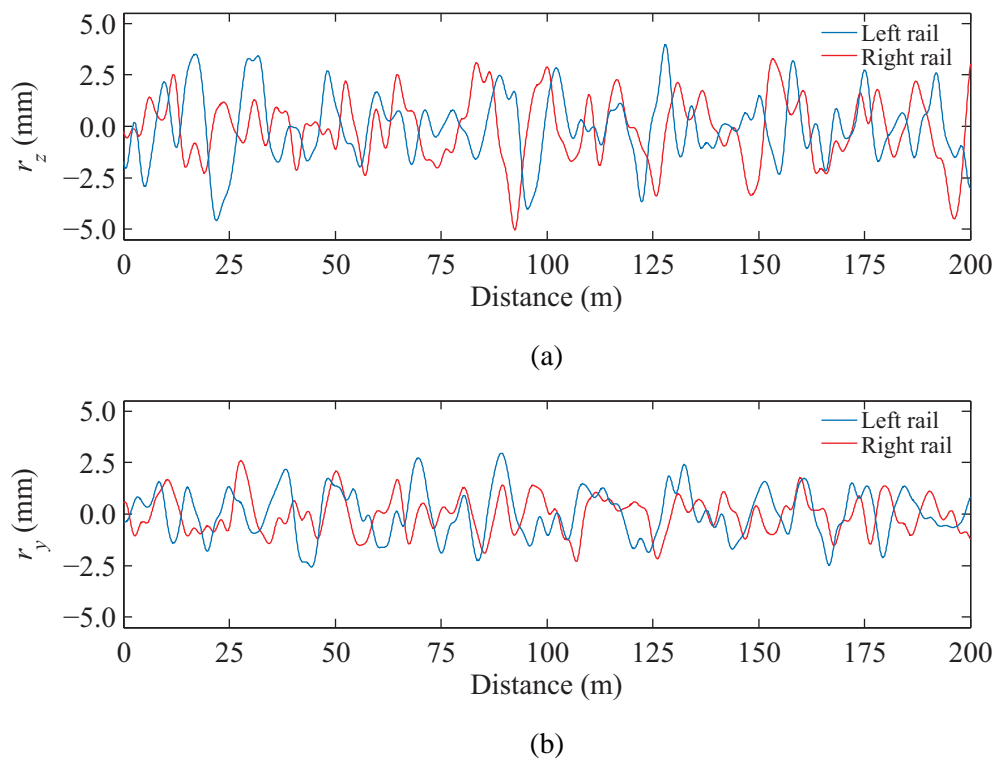 5.0
2.5
0.0
−2.5
−5.0
r_z (mm)
Left rail
Right rail
0 25 50 75 100 125 150 175 200
Distance (m)
(a)
5.0
2.5
0.0
−2.5
−5.0
r_y (mm)
Left rail
Right rail
0 25 50 75 100 125 150 175 200
Distance (m)
(b)